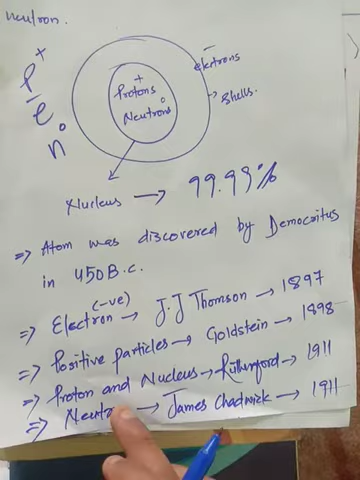 neutron.
P+
e-
n0
+
Protons
Neutrons 0
-
electrons
→ shells.
Nucleus → 99.99%
⇒ Atom was discovered by Democritus
in 450 B.C.
⇒ Electron (-ve) → J.J Thomson → 1897
⇒ Positive particles → Goldstein → 1898
⇒ Proton and Nucleus → Rutherford → 1911
⇒ → James Chadwick → 1911